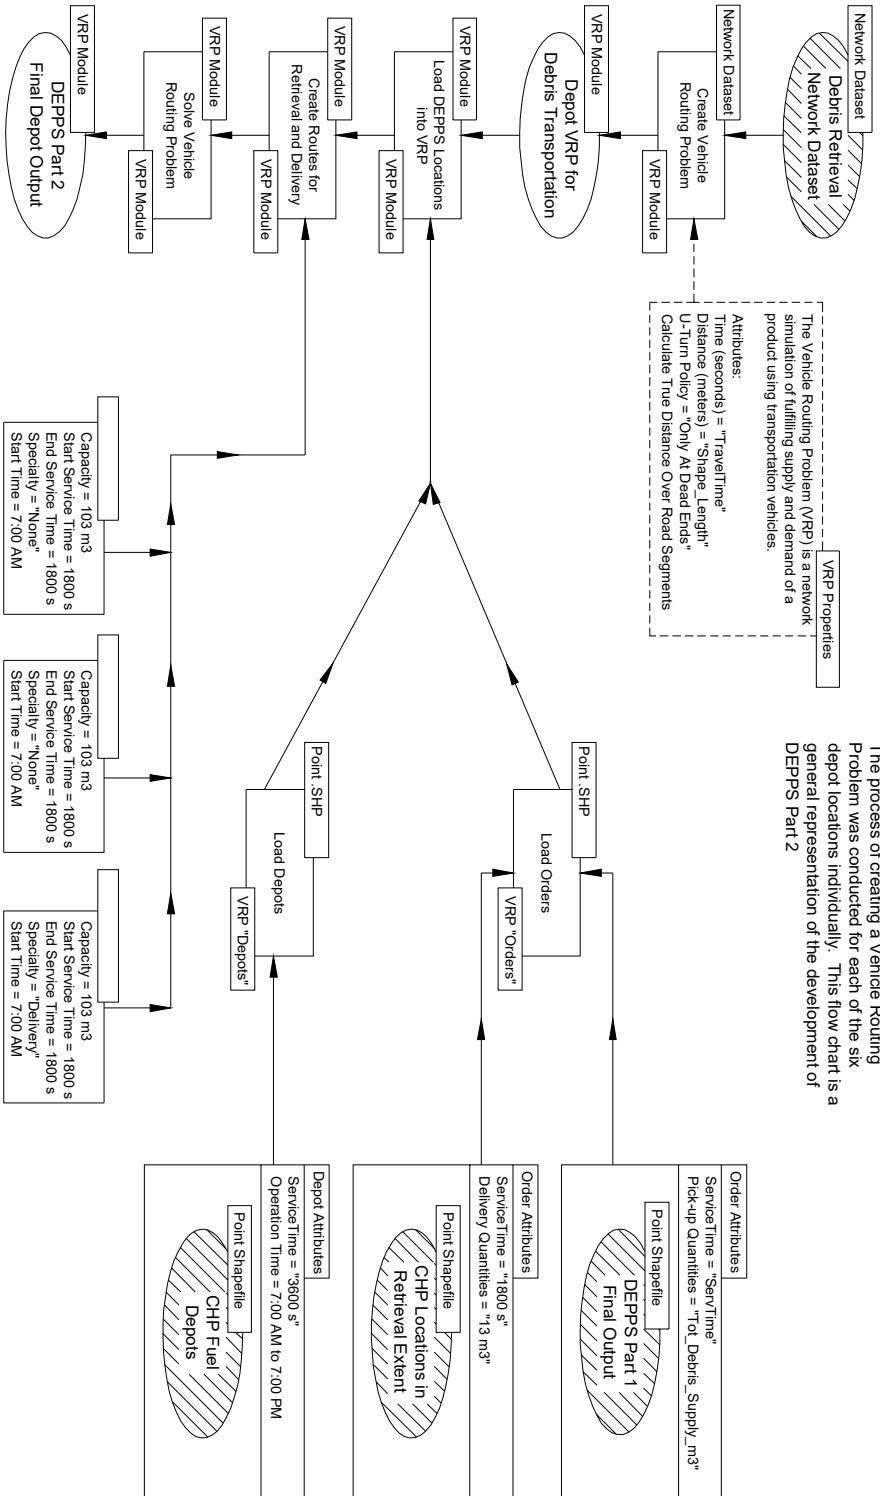 The process of creating a Vehicle Routing
Problem was conducted for each of the six
depot locations individually.  This flow chart is a
general representation of the development of
DEPPS Part 2
Network Dataset
Debris Retrieval
Network Dataset
Network Dataset
Create Vehicle
Routing Problem
VRP Module
VRP Properties
The Vehicle Routing Problem (VRP) is a network
simulation of fulfilling supply and demand of a
product using transportation vehicles.
Attributes:
Time (seconds) = "TravelTime"
Distance (meters) = "Shape_Length"
U-Turn Policy = "Only At Dead Ends"
Calculate True Distance Over Road Segments
VRP Module
Depot VRP for
Debris Transportation
VRP Module
Load DEPPS Locations
into VRP
VRP Module
VRP Module
Create Routes for
Retrieval and Delivery
VRP Module
VRP Module
Solve Vehicle
Routing Problem
VRP Module
VRP Module
DEPPS Part 2
Final Depot Output
Point .SHP
Load Orders
VRP "Orders"
Point .SHP
Load Depots
VRP "Depots"
Order Attributes
ServiceTime = "ServTime"
Pick-up Quantities = "Tot_Debris_Supply_m3"
Point Shapefile
DEPPS Part 1
Final Output
Order Attributes
ServiceTime = "1800 s"
Delivery Quantities = "13 m3"
Point Shapefile
CHP Locations in
Retrieval Extent
Depot Attributes
ServiceTime = "3600 s"
Operation Time = 7:00 AM to 7:00 PM
Point Shapefile
CHP Fuel
Depots
Capacity = 103 m3
Start Service Time = 1800 s
End Service Time = 1800 s
Specialty = "None"
Start Time = 7:00 AM
Capacity = 103 m3
Start Service Time = 1800 s
End Service Time = 1800 s
Specialty = "None"
Start Time = 7:00 AM
Capacity = 103 m3
Start Service Time = 1800 s
End Service Time = 1800 s
Specialty = "Delivery"
Start Time = 7:00 AM